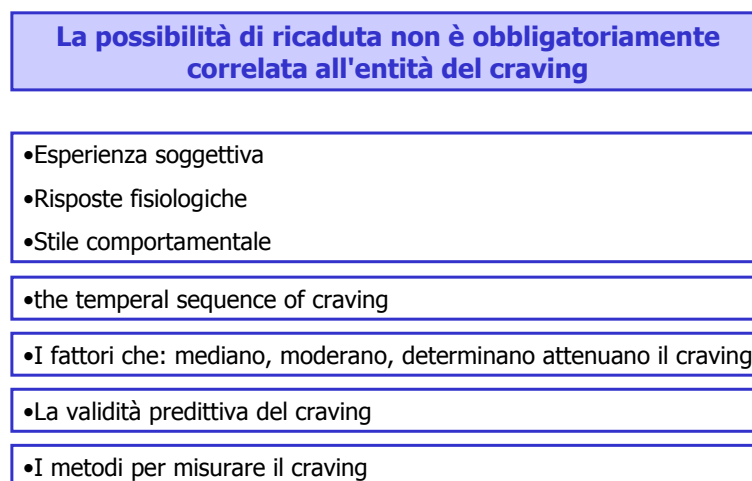 La possibilità di ricaduta non è obbligatoriamente
correlata all'entità del craving
•Esperienza soggettiva
•Risposte fisiologiche
•Stile comportamentale
•the temperal sequence of craving
•I fattori che: mediano, moderano, determinano attenuano il craving
•La validità predittiva del craving
•I metodi per misurare il craving